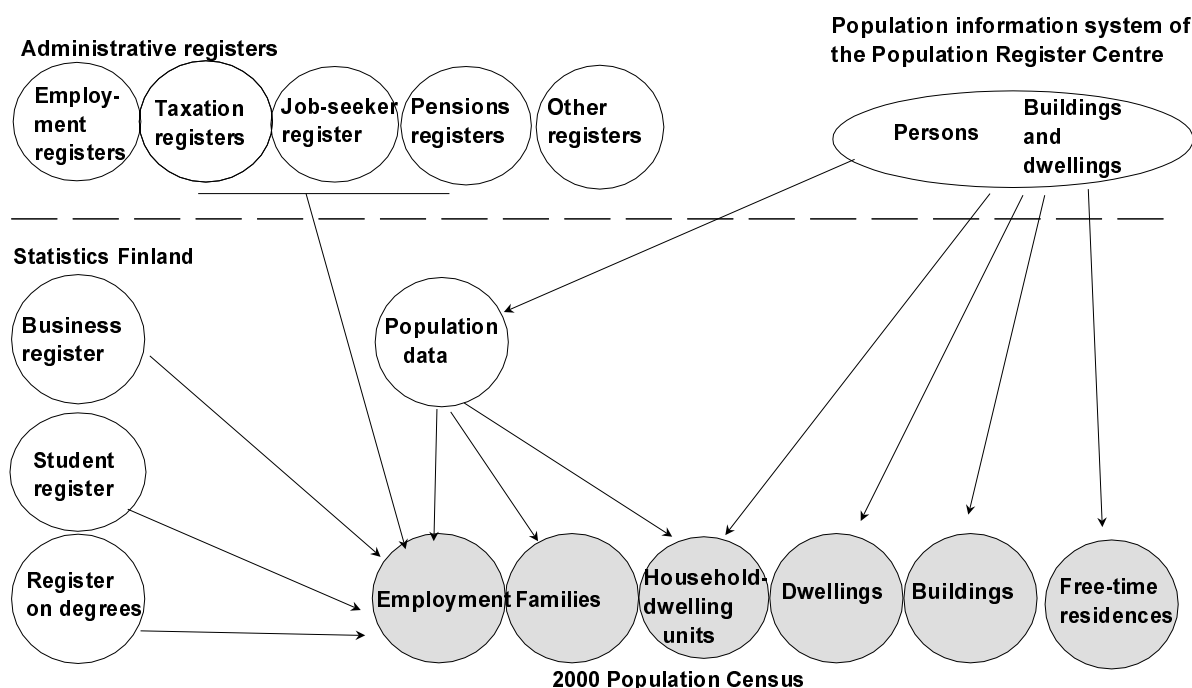 Population information system of
the Population Register Centre
Administrative registers
Employ-
ment
registers
Taxation
registers
Job-seeker
register
Pensions
registers
Other
registers
Persons
Buildings
and
dwellings
Statistics Finland
Business
register
Population
data
Student
register
Register
on degrees
Employment
Families
Household-
dwelling
units
Dwellings
Buildings
Free-time
residences
2000 Population Census